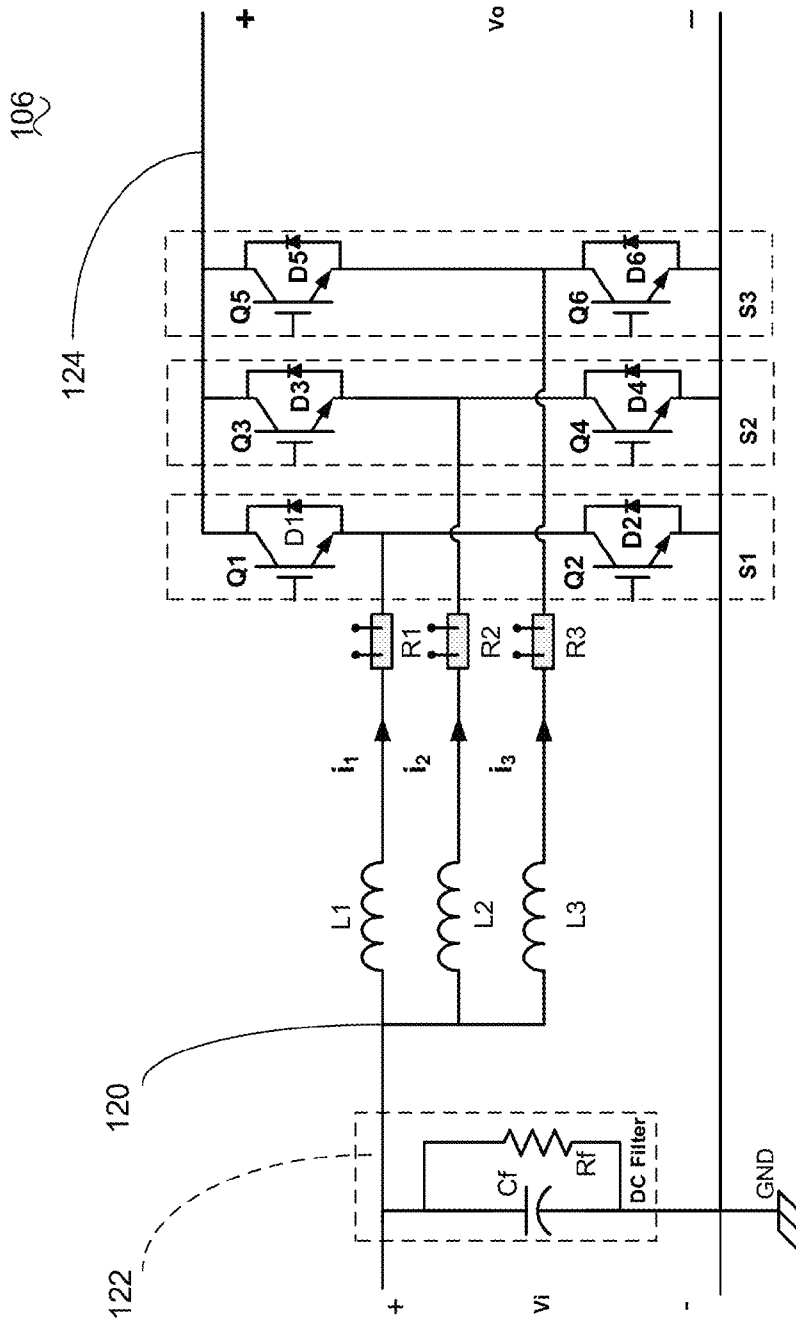 106
124
+
Vo
−
Q1
D1
Q3
D3
Q5
D5
Q2
D2
Q4
D4
Q6
D6
S1
S2
S3
R1
R2
R3
i1
i2
i3
L1
L2
L3
120
122
Cf
Rf
DC Filter
+
Vi
-
GND